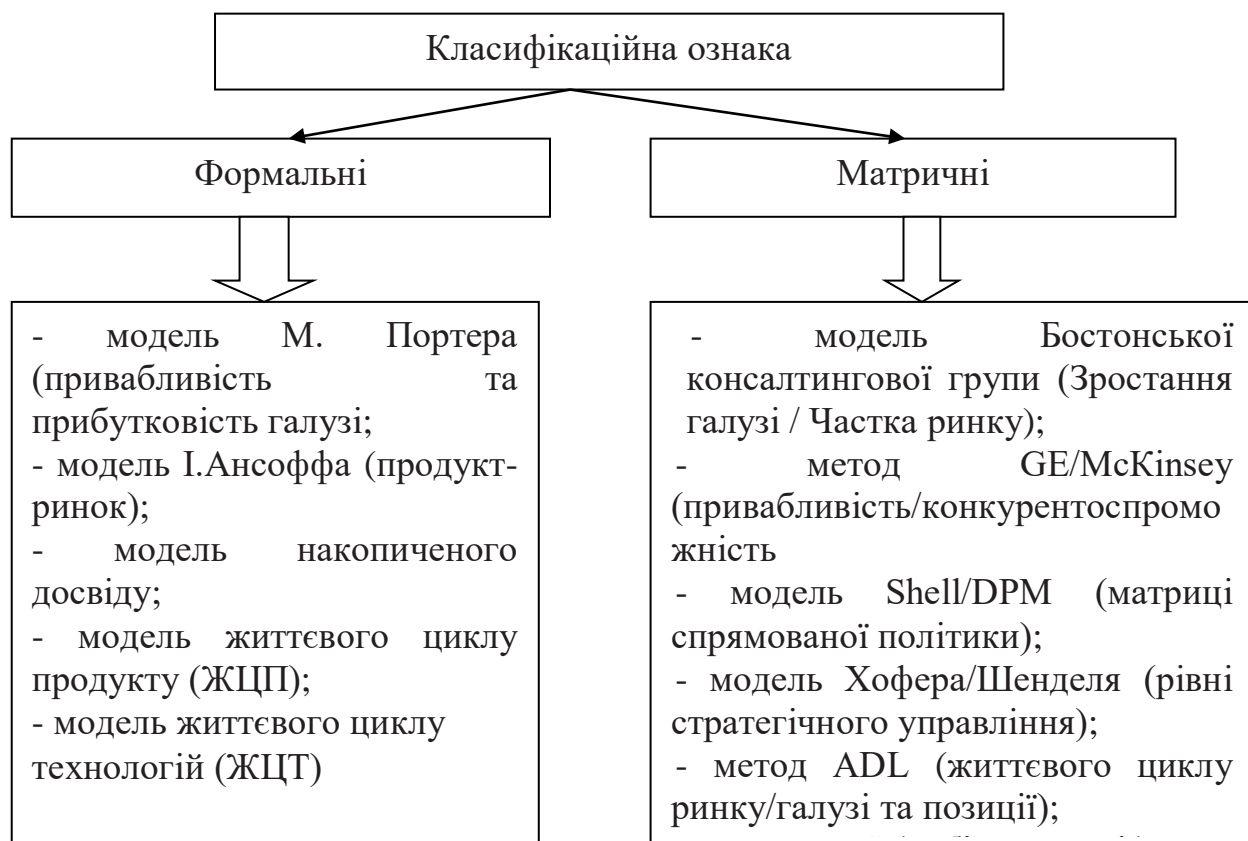 Класифікаційна ознака
Формальні
Матричні
- модель М. Портера
(привабливість та
прибутковість галузі;
- модель І.Ансоффа (продукт-
ринок);
- модель накопиченого
досвіду;
- модель життєвого циклу
продукту (ЖЦП);
- модель життєвого циклу
технологій (ЖЦТ)
- модель Бостонської
консалтингової групи (Зростання
галузі / Частка ринку);
- метод GE/McKinsey
(привабливість/конкурентоспромо
жність
- модель Shell/DPM (матриці
спрямованої політики);
- модель Хофера/Шенделя (рівні
стратегічного управління);
- метод ADL (життєвого циклу
ринку/галузі та позиції);